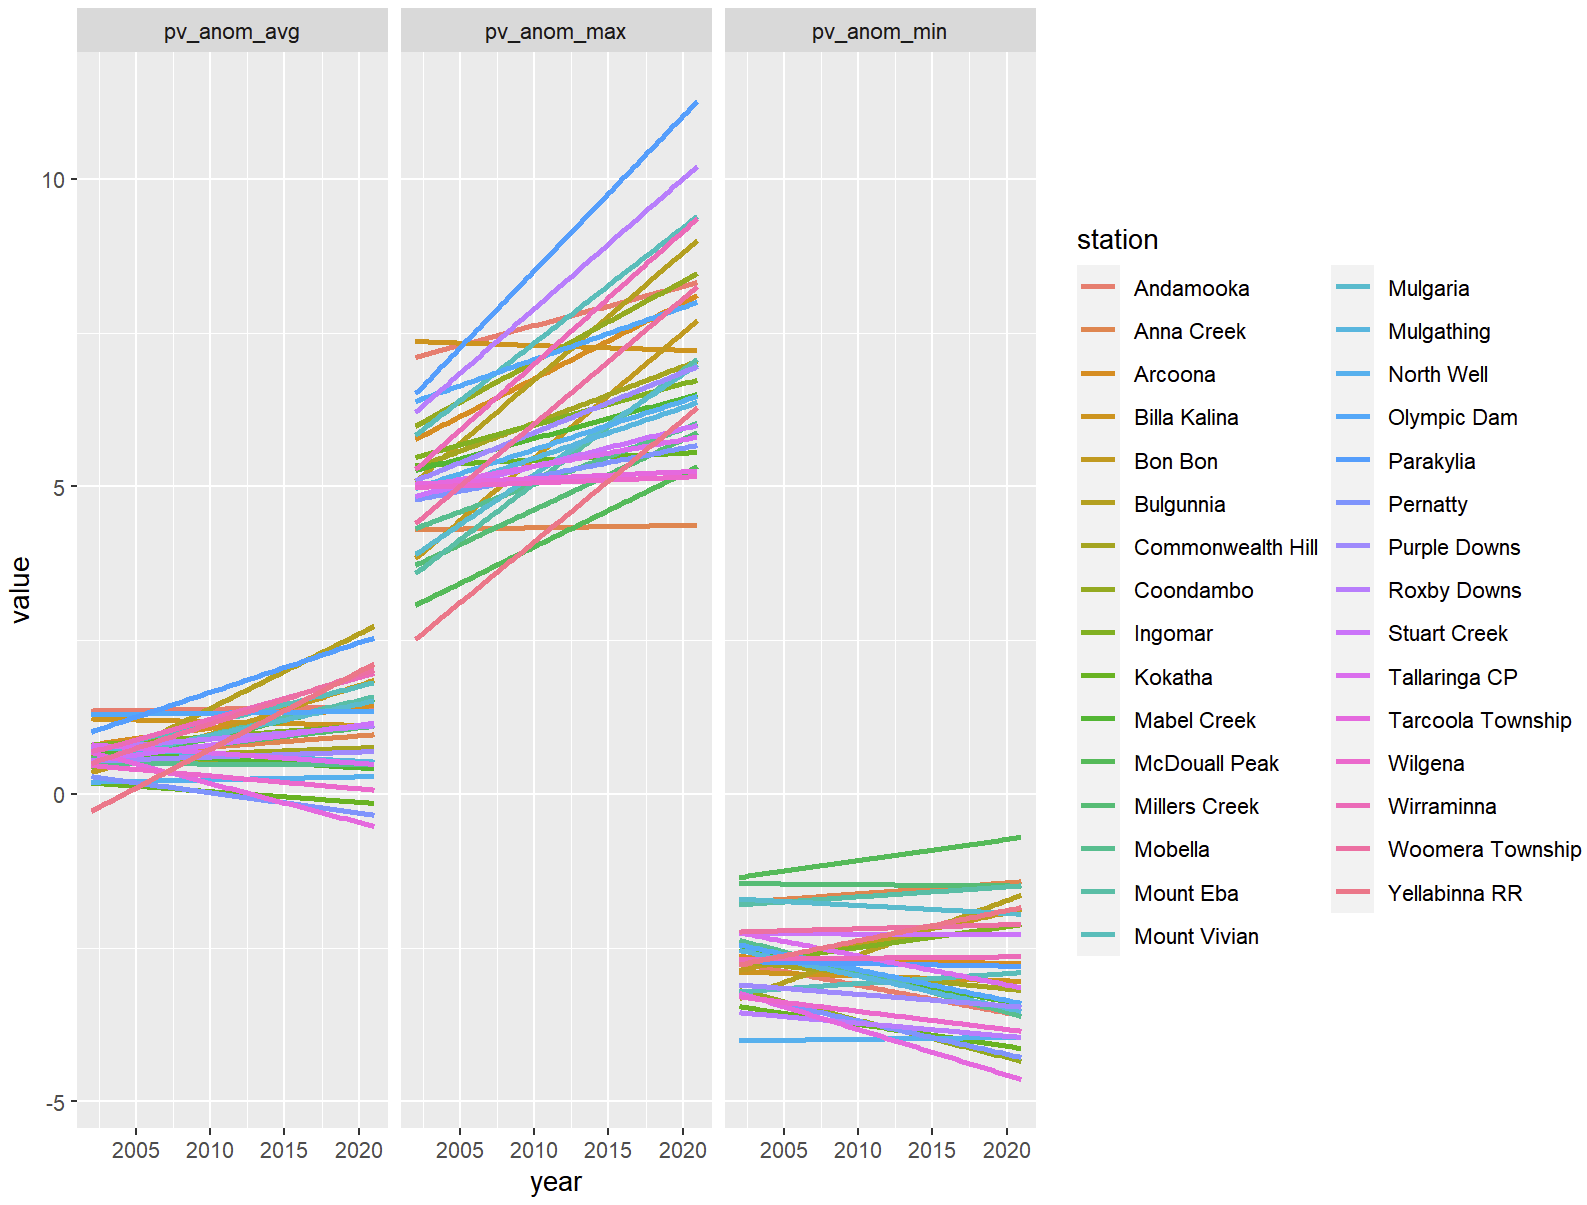 pv_anom_avg pv_anom_max pv_anom_min
10
5
0
-5
value
2005 2010 2015 2020 2005 2010 2015 2020 2005 2010 2015 2020
year
station
Andamooka
Anna Creek
Arcoona
Billa Kalina
Bon Bon
Bulgunnia
Commonwealth Hill
Coondambo
Ingomar
Kokatha
Mabel Creek
McDouall Peak
Millers Creek
Mobella
Mount Eba
Mount Vivian
Mulgaria
Mulgathing
North Well
Olympic Dam
Parakylia
Pernatty
Purple Downs
Roxby Downs
Stuart Creek
Tallaringa CP
Tarcoola Township
Wilgena
Wirraminna
Woomera Township
Yellabinna RR